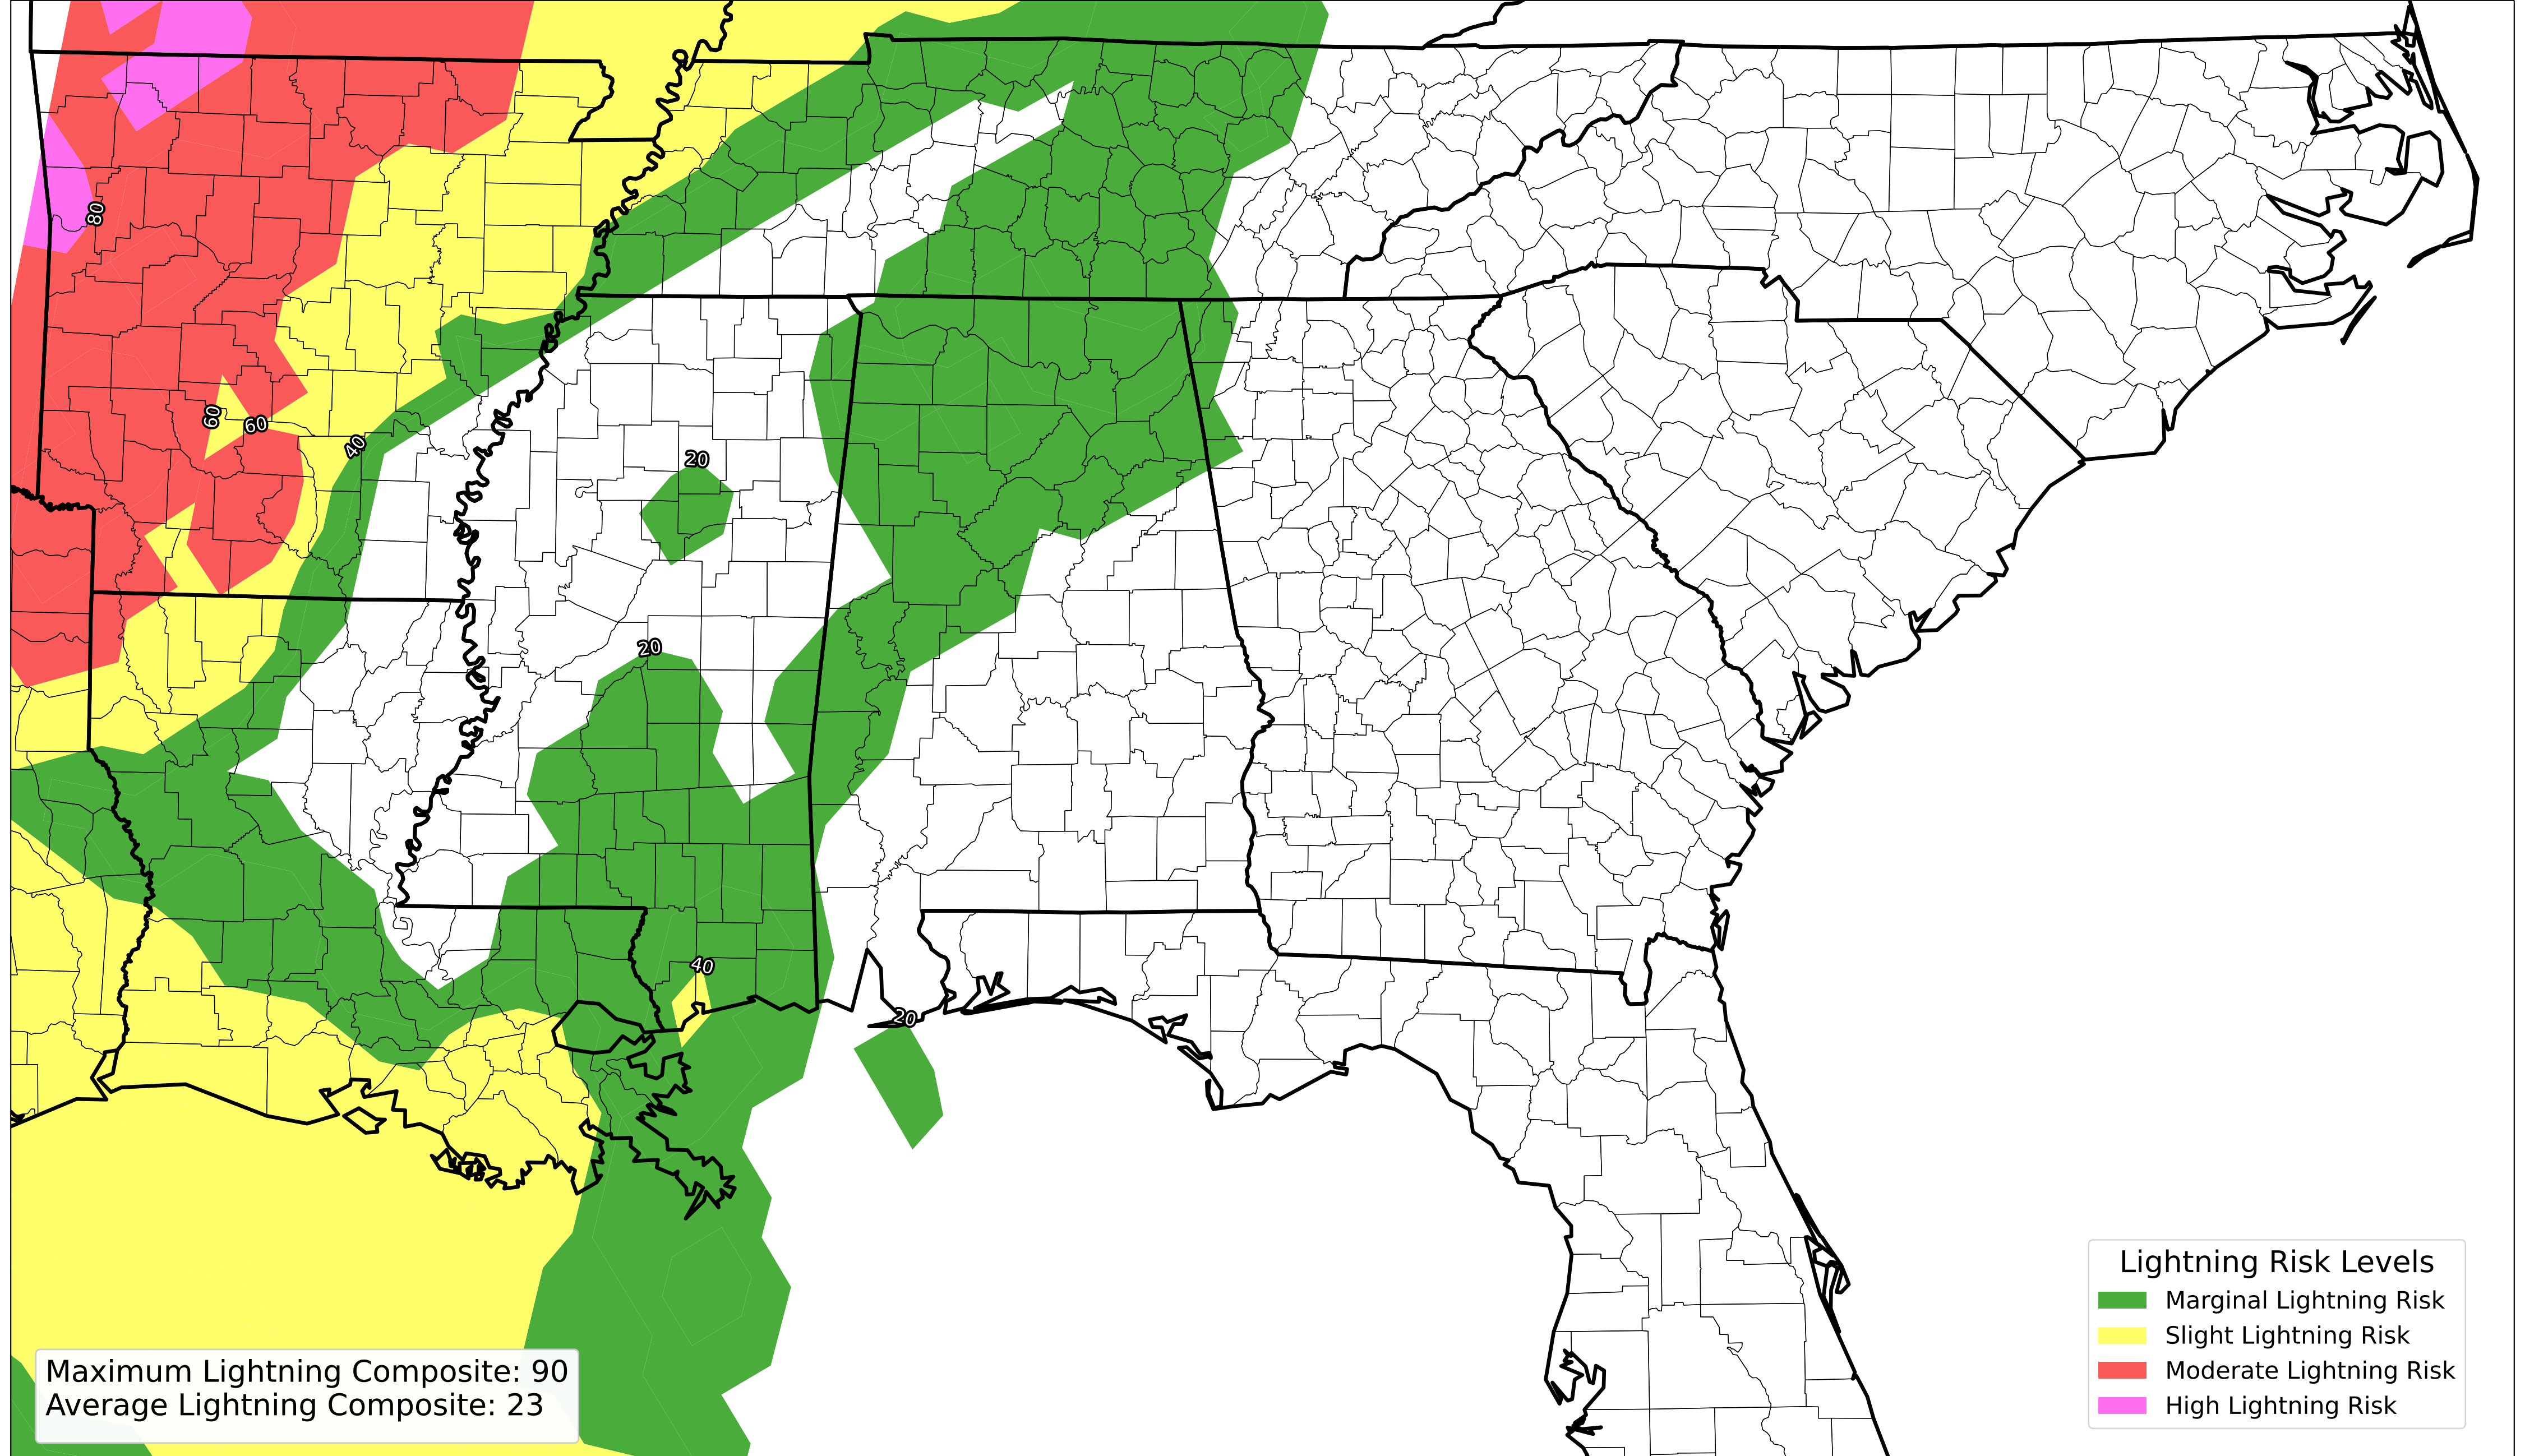 80
60
60
40
20
20
40
20
Maximum Lightning Composite: 90
Average Lightning Composite: 23
Lightning Risk Levels
Marginal Lightning Risk
Slight Lightning Risk
Moderate Lightning Risk
High Lightning Risk